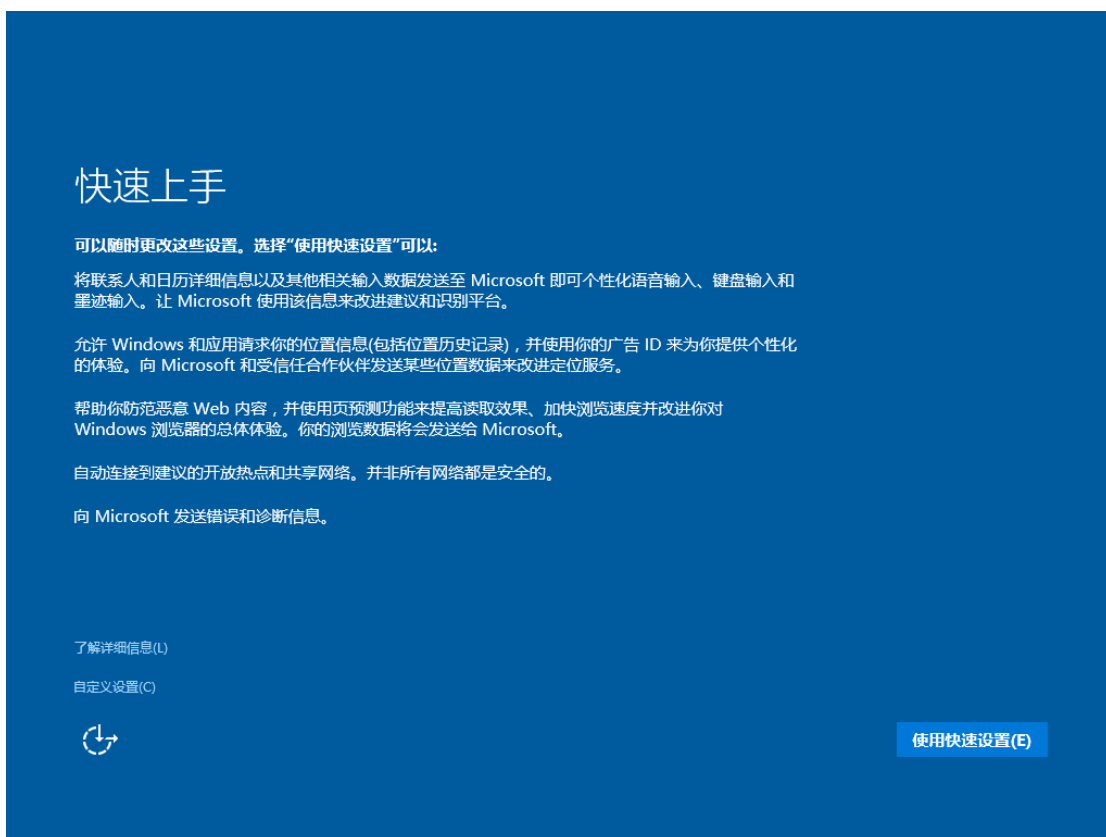 快速上手
可以随时更改这些设置。选择“使用快速设置”可以:
将联系人和日历详细信息以及其他相关输入数据发送至 Microsoft 即可个性化语音输入、键盘输入和
墨迹输入。让 Microsoft 使用该信息来改进建议和识别平台。
允许 Windows 和应用请求你的位置信息(包括位置历史记录)，并使用你的广告 ID 来为你提供个性化
的体验。向 Microsoft 和受信任合作伙伴发送某些位置数据来改进定位服务。
帮助你防范恶意 Web 内容，并使用页预测功能来提高读取效果、加快浏览速度并改进你对
Windows 浏览器的总体体验。你的浏览数据将会发送给 Microsoft。
自动连接到建议的开放热点和共享网络。并非所有网络都是安全的。
向 Microsoft 发送错误和诊断信息。
了解详细信息(L)
自定义设置(C)
使用快速设置(E)